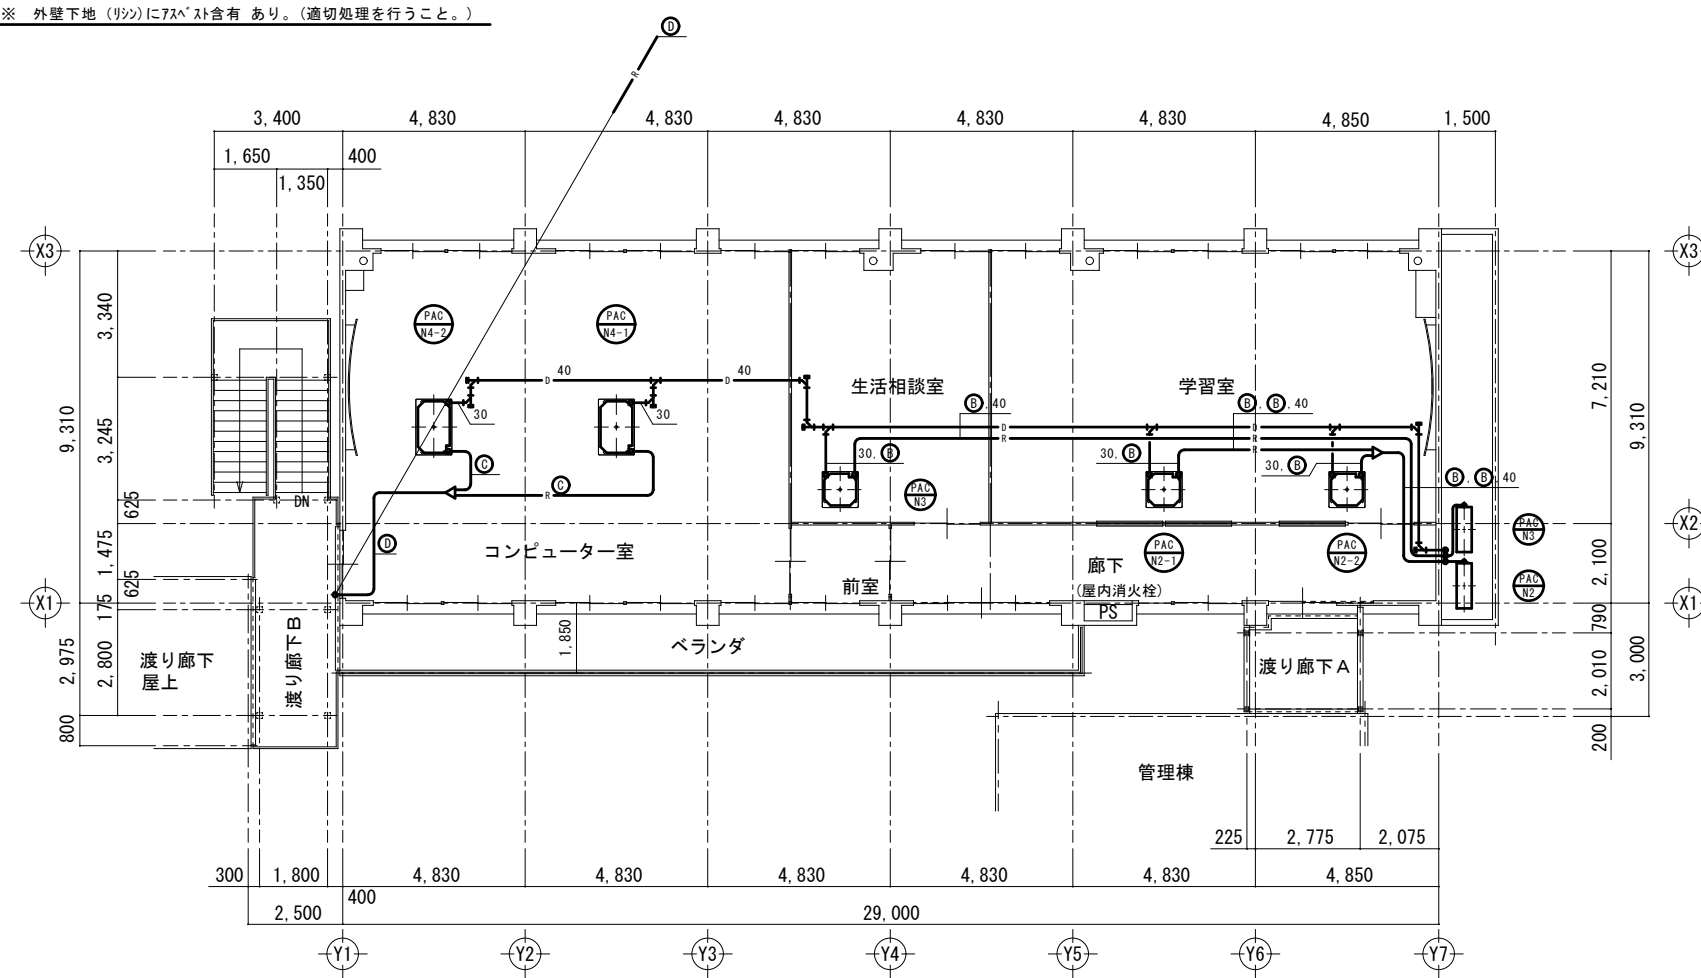 ※ 外壁下地 (ﾘｼﾝ)にｱｽﾍﾞｽﾄ含有 あり。(適切処理を行うこと。)
D
R
3,400 4,830 4,830 4,830 4,830 4,830 4,850 1,500
1,650 400
1,350
X3 X3
PAC N4-2
PAC N4-1
3,340
9,310
3,245
625
1,475
625
175
2,975
2,800
800
7,210
9,310
2,100
790
2,010
3,000
200
D 40 D 40
生活相談室
学習室
B, 40
B, B, 40
30
30
D
R
D
R
R
30, B
30, B
30, B
C
C
R
B, B, 40
PAC N3
DN
X2
PAC N3
D
コンピューター室
PAC N2-1
PAC N2-2
廊下
(屋内消火栓)
前室
PAC N2
X1 X1
PS
1,850
ベランダ
渡り廊下
屋上
渡り廊下B
渡り廊下A
管理棟
225 2,775 2,075
300 1,800 4,830 4,830 4,830 4,830 4,830 4,850
400
2,500 29,000
Y1 Y2 Y3 Y4 Y5 Y6 Y7